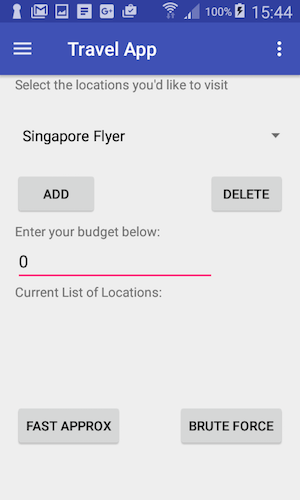 100% 15:44
Travel App
Select the locations you'd like to visit
Singapore Flyer
ADD DELETE
Enter your budget below:
0
Current List of Locations:
FAST APPROX BRUTE FORCE